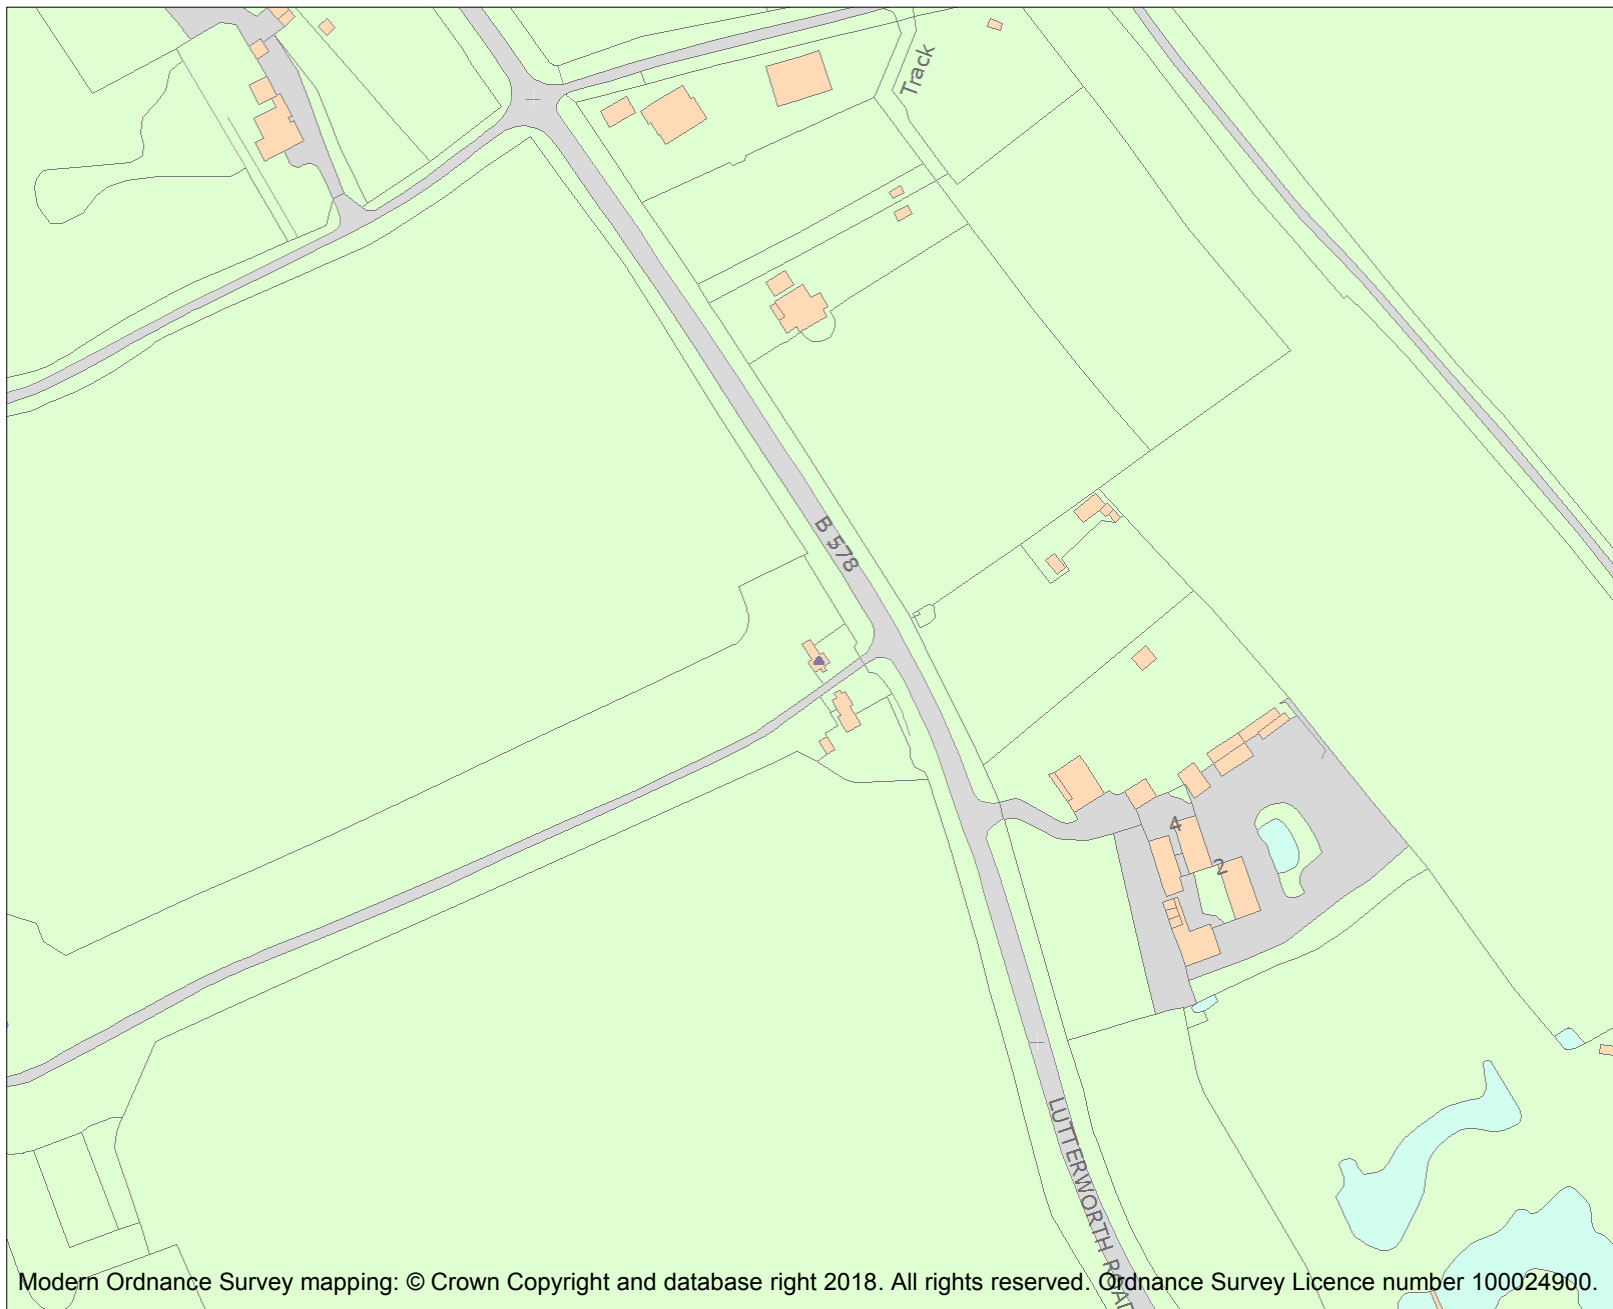 Track
B 578
4
2
LUTTERWORTH ROAD
Modern Ordnance Survey mapping: © Crown Copyright and database right 2018. All rights reserved. Ordnance Survey Licence number 100024900.